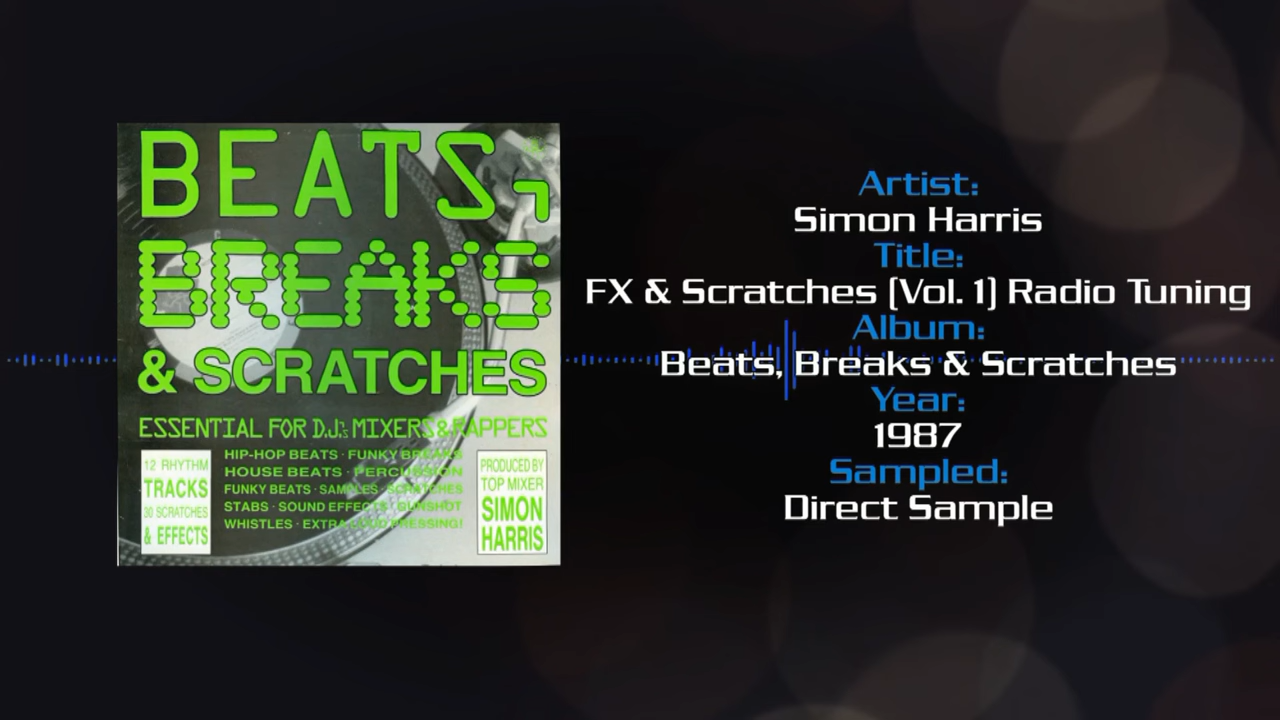 BEATS,
BREAKS
& SCRATCHES
ESSENTIAL FOR D.J.'s MIXERS & RAPPERS
12 RHYTHM
TRACKS
30 SCRATCHES
& EFFECTS
HIP-HOP BEATS · FUNKY BREAKS
HOUSE BEATS · PERCUSSION
FUNKY BEATS · SAMPLES · SCRATCHES
STABS · SOUND EFFECTS · GUNSHOT
WHISTLES · EXTRA LOUD PRESSING!
PRODUCED BY
TOP MIXER
SIMON
HARRIS
Artist:
Simon Harris
Title:
FX & Scratches (Vol. 1) Radio Tuning
Album:
Beats, Breaks & Scratches
Year:
1987
Sampled:
Direct Sample